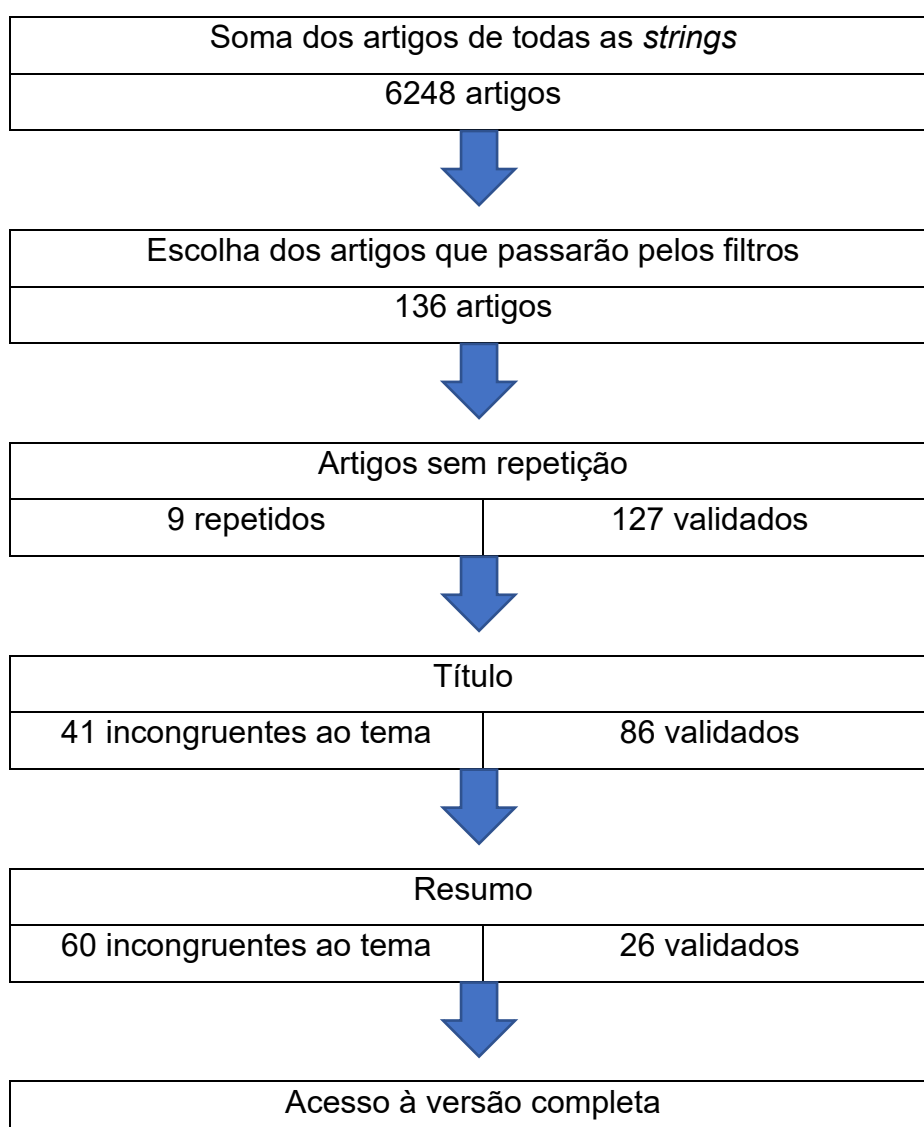 Soma dos artigos de todas as strings
6248 artigos
Escolha dos artigos que passarão pelos filtros
136 artigos
Artigos sem repetição
9 repetidos
127 validados
Título
41 incongruentes ao tema
86 validados
Resumo
60 incongruentes ao tema
26 validados
Acesso à versão completa